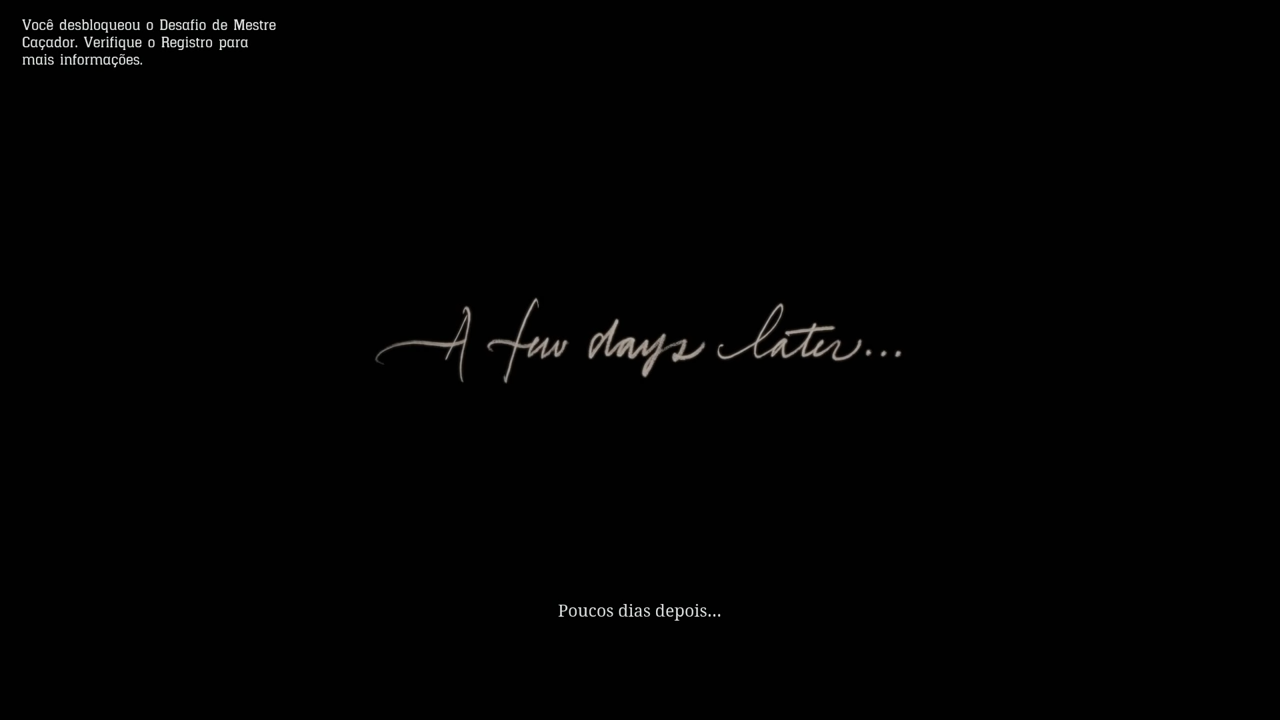 Você desbloqueou o Desafio de Mestre
Caçador. Verifique o Registro para
mais informações.
A few days later...
Poucos dias depois...